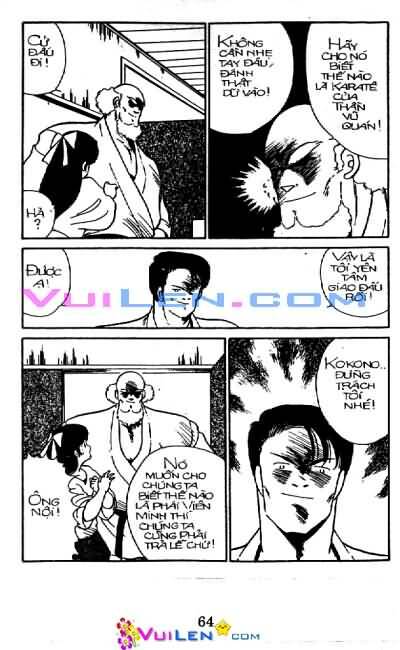 CỨ
ĐẤU
ĐI!
HẢ?
KHÔNG
CẦN NHẸ
TAY ĐÂU,
ĐÁNH
THẬT
DỮ VÀO!
HÃY
CHO NÓ
BIẾT
THẾ NÀO
LÀ KARATÊ
CỦA
THẦN
VŨ
QUÁN!
ĐƯỢC
Ạ!
VẬY LÀ
TÔI YÊN
TÂM
GIAO ĐẤU
RỒI!
VUILEN.COM
ÔNG
NỘI!
NÓ
MUỐN CHO
CHÚNG TA
BIẾT THẾ NÀO
LÀ PHÁI VIÊN
MINH THÌ
CHÚNG TA
CŨNG PHẢI
TRẢ LỄ CHỨ!
KOKONO..
ĐỪNG
TRÁCH
TÔI
NHÉ!
64
VUILEN.COM